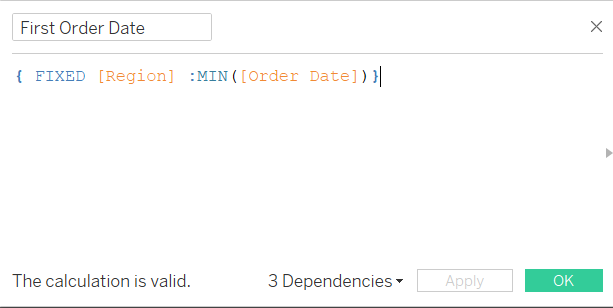 First Order Date
{ FIXED [Region] :MIN([Order Date])}
The calculation is valid.
3 Dependencies
Apply
OK